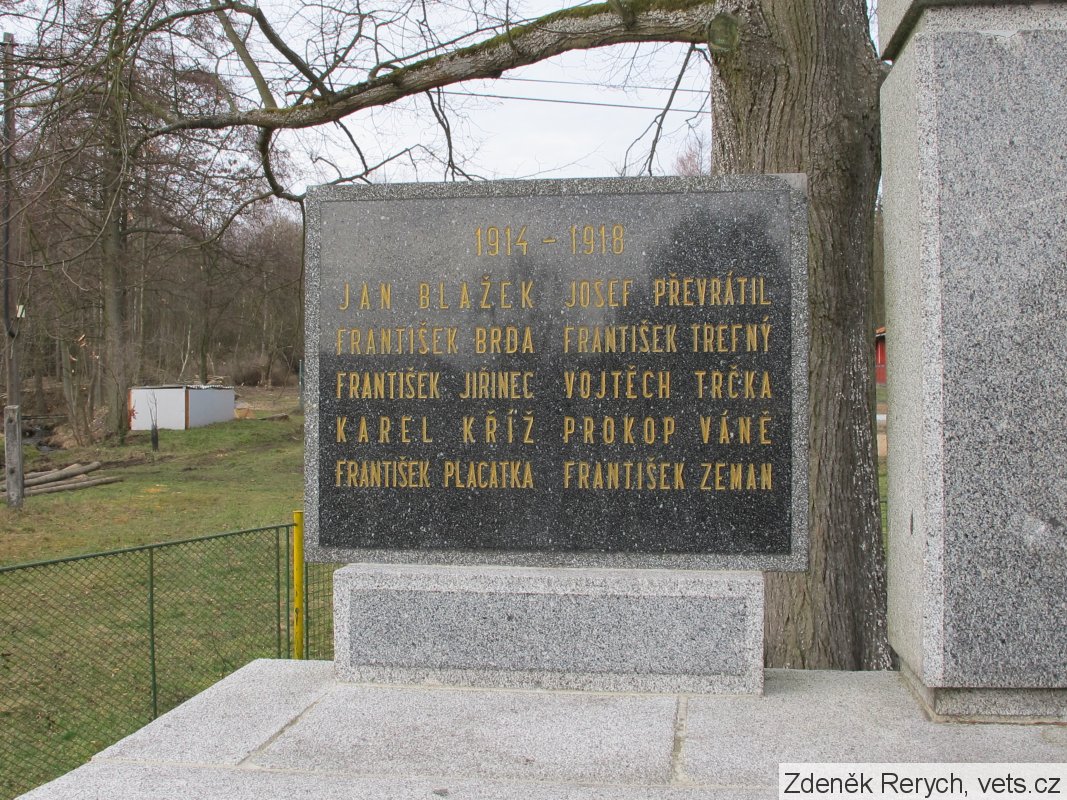 1914 - 1918
JAN BLAŽEK
FRANTIŠEK BRDA
FRANTIŠEK JIŘINEC
KAREL KŘÍŽ
FRANTIŠEK PLACATKA
JOSEF PŘEVRÁTIL
FRANTIŠEK TREFNÝ
VOJTĚCH TRČKA
PROKOP VÁNĚ
FRANTIŠEK ZEMAN
Zdeněk Rerych, vets.cz